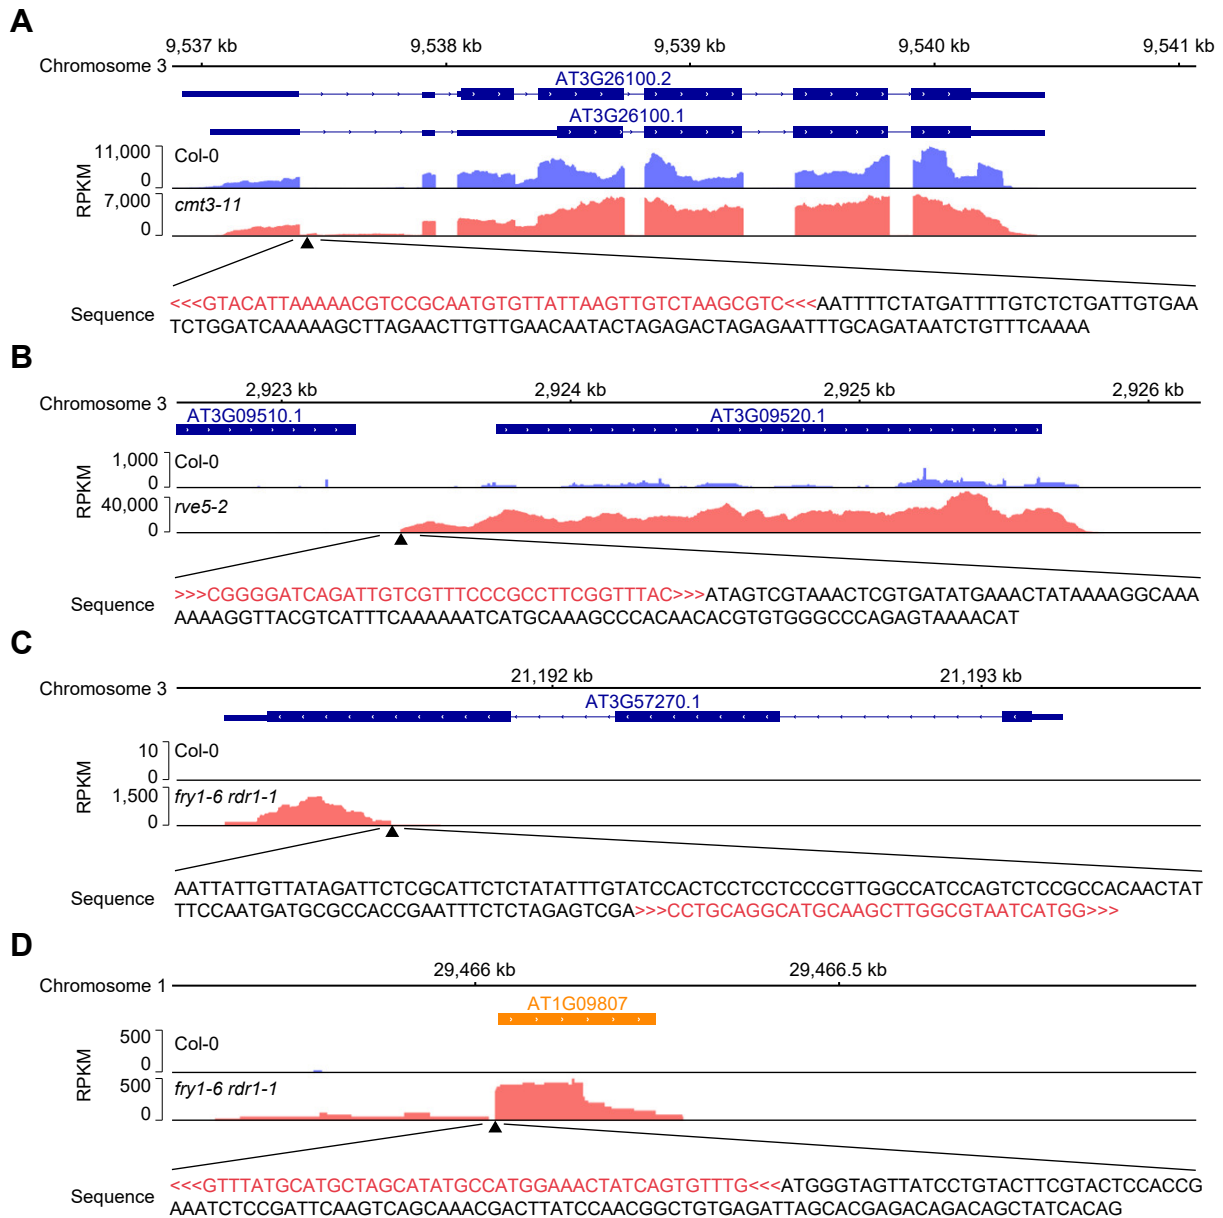 A
9,537 kb 9,538 kb 9,539 kb 9,540 kb 9,541 kb
Chromosome 3
AT3G26100.2
AT3G26100.1
11,000
0
Col-0
RPKM
7,000
0
cmt3-11
Sequence
<<<GTACATTAAAAACGTCCGCAATGTGTTATTAAGTTGTCTAAGCGTC<<<AATTTTCTATGATTTTGTCTCTGATTGTGAA
TCTGGATCAAAAAGCTTAGAACTTGTTGAACAATACTAGAGACTAGAGAATTTGCAGATAATCTGTTTCAAAA
B
2,923 kb 2,924 kb 2,925 kb 2,926 kb
Chromosome 3
AT3G09510.1 AT3G09520.1
1,000
0
Col-0
RPKM
40,000
0
rve5-2
Sequence
>>>CGGGGATCAGATTGTCGTTTCCCGCCTTCGGTTTAC>>>ATAGTCGTAAACTCGTGATATGAAACTATAAAAGGCAAA
AAAAGGTTACGTCATTTCAAAAAATCATGCAAAGCCCACAACACGTGTGGGCCCAGAGTAAAACAT
C
21,192 kb 21,193 kb
Chromosome 3
AT3G57270.1
10
0
Col-0
RPKM
1,500
0
fry1-6 rdr1-1
Sequence
AATTATTGTTATAGATTCTCGCATTCTCTATATTTGTATCCACTCCTCCTCCCGTTGGCCATCCAGTCTCCGCCACAACTAT
TTCCAATGATGCGCCACCGAATTTCTCTAGAGTCGA>>>CCTGCAGGCATGCAAGCTTGGCGTAATCATGG>>>
D
29,466 kb 29,466.5 kb
Chromosome 1
AT1G09807
500
0
Col-0
RPKM
500
0
fry1-6 rdr1-1
Sequence
<<<GTTTATGCATGCTAGCATATGCCATGGAAACTATCAGTGTTTG<<<ATGGGTAGTTATCCTGTACTTCGTACTCCACCG
AAATCTCCGATTCAAGTCAGCAAACGACTTATCCAACGGCTGTGAGATTAGCACGAGACAGACAGCTATCACAG